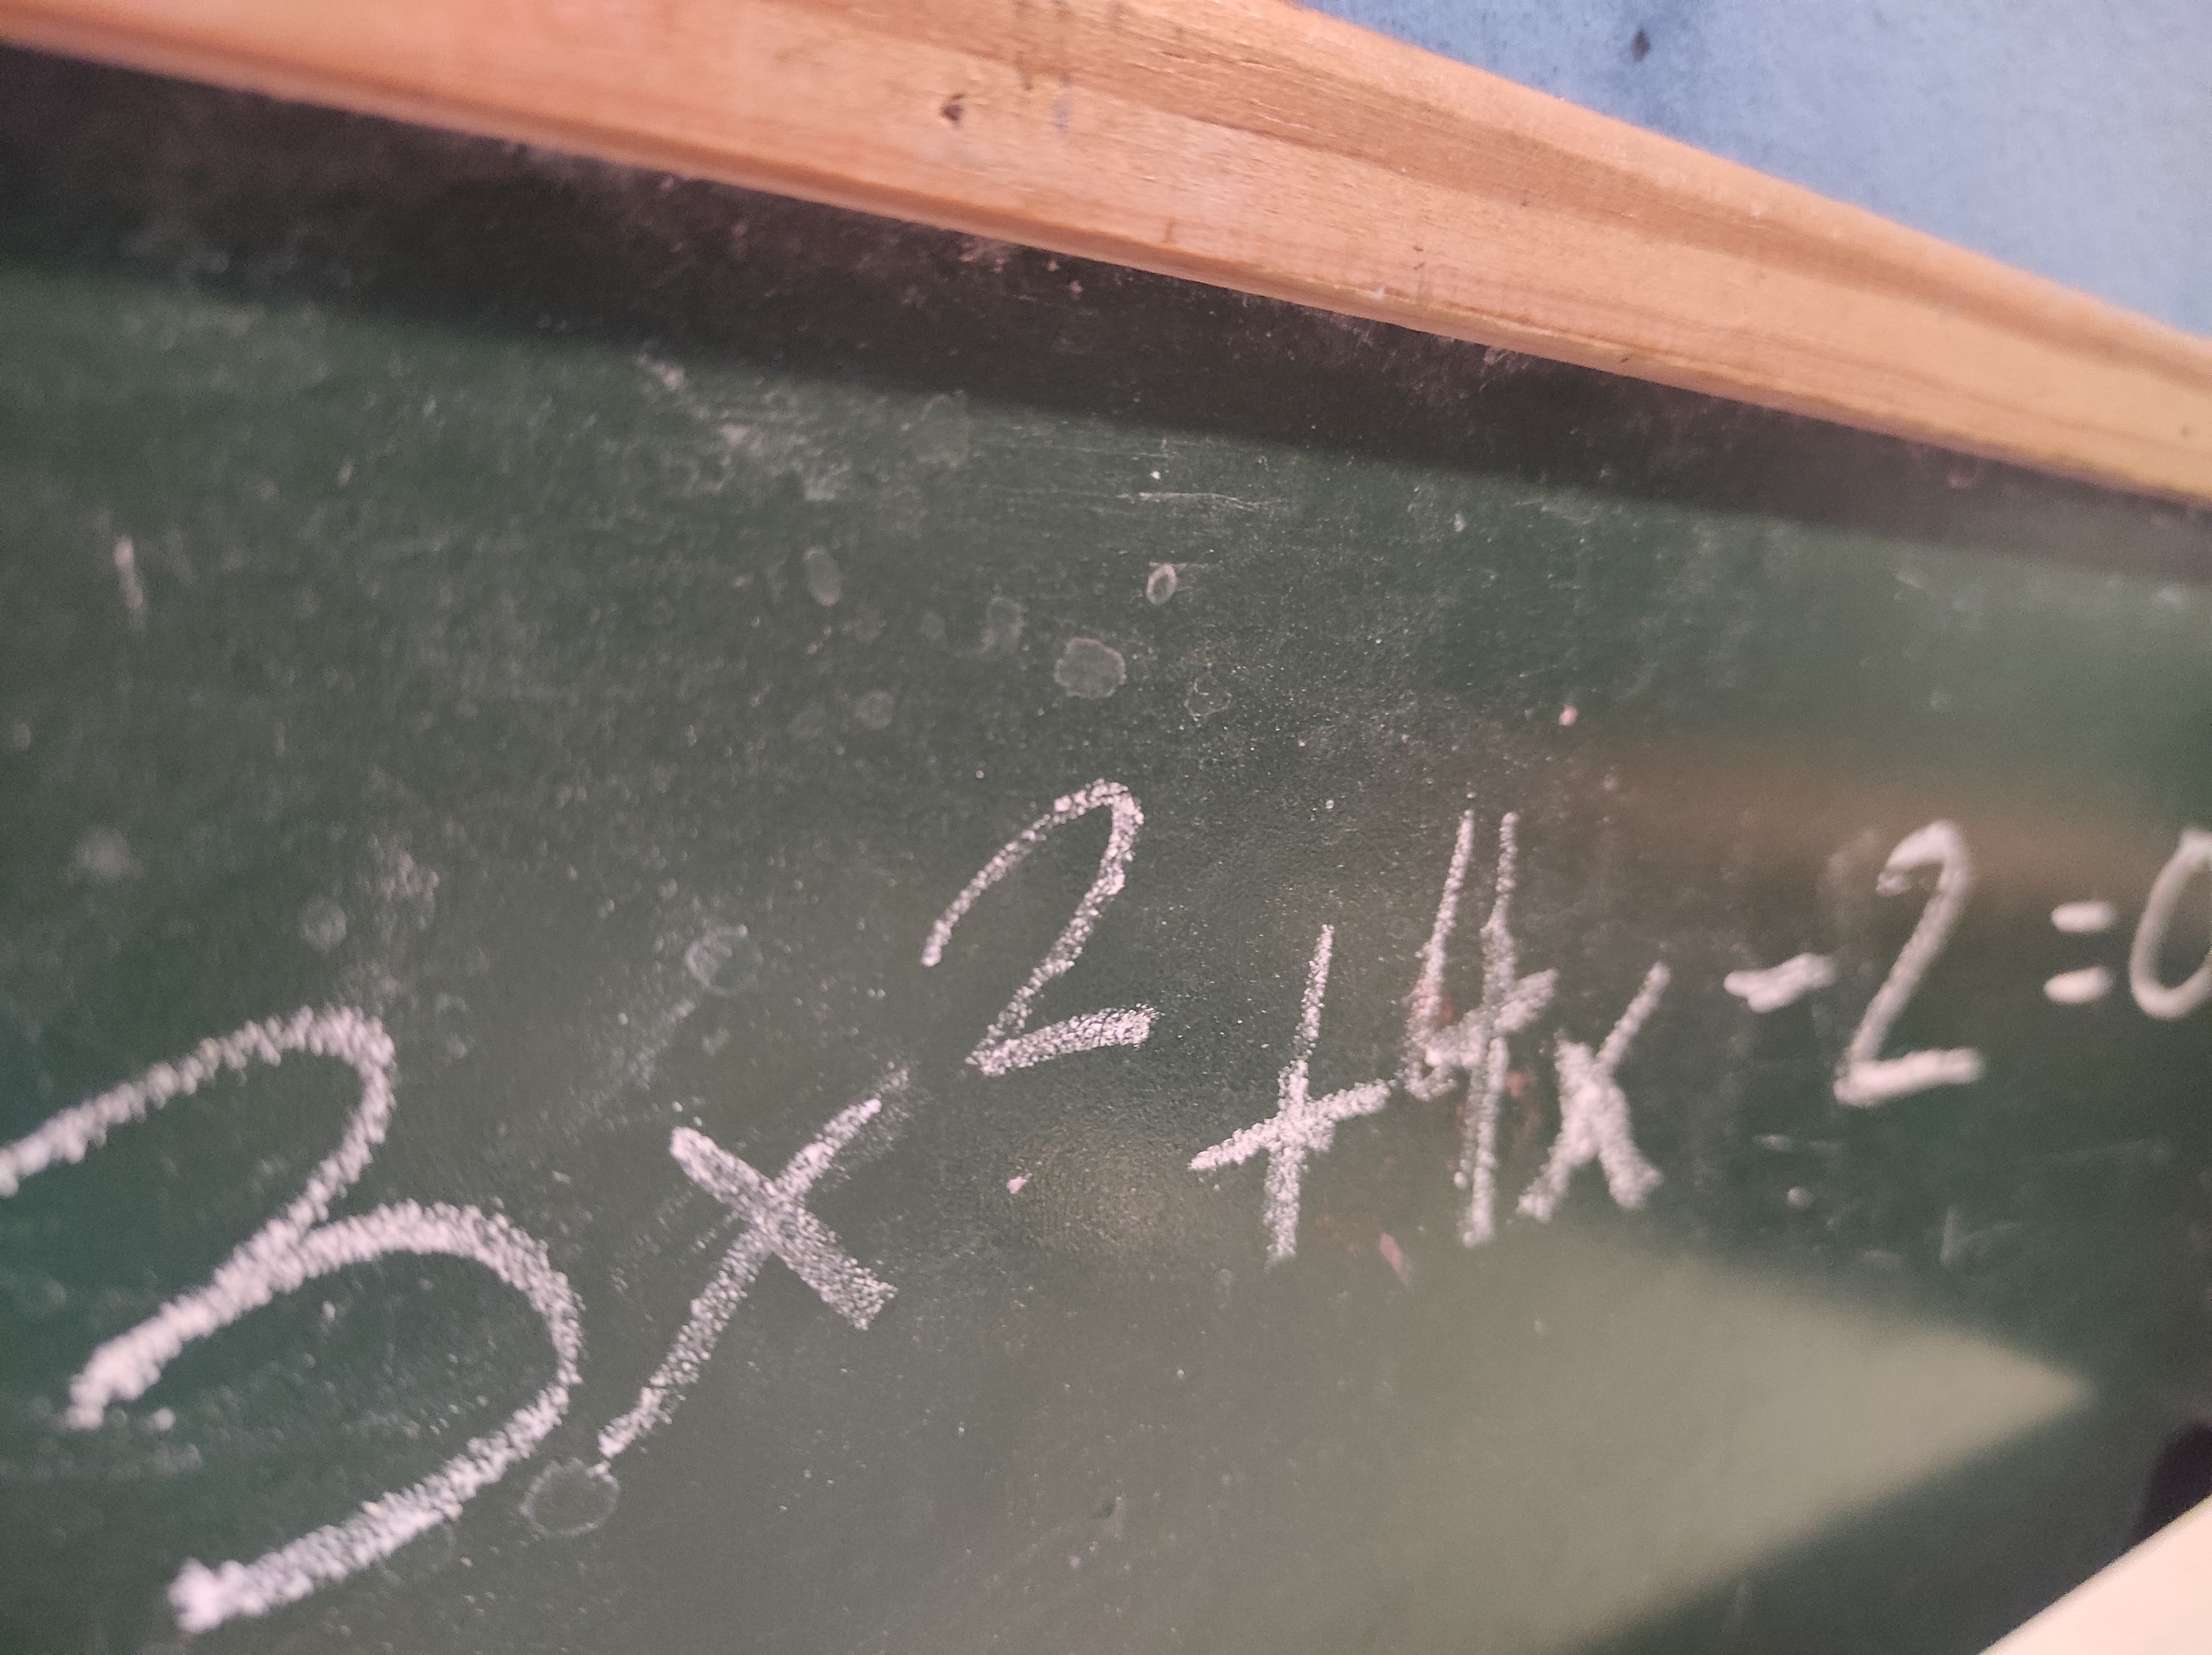 3x² + 4x - 2 = 0